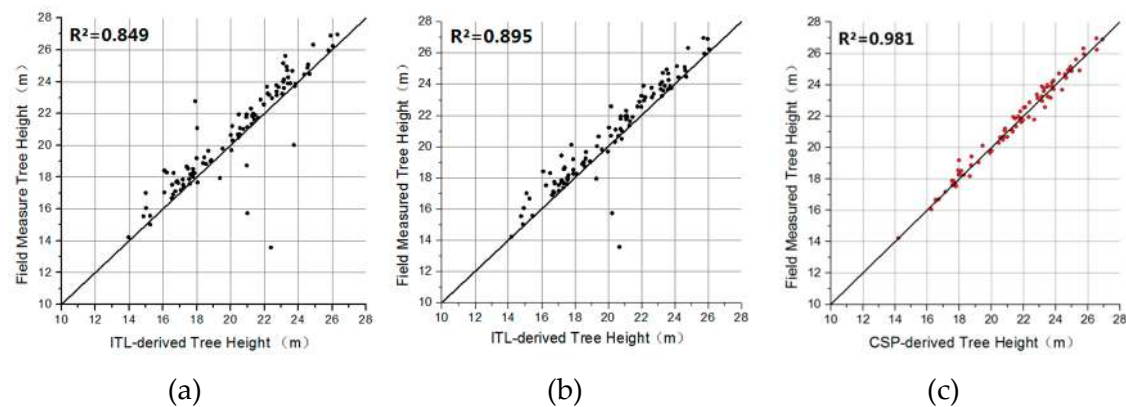 R²=0.849
Field Measure Tree Height (m)
28
26
24
22
20
18
16
14
12
10
10 12 14 16 18 20 22 24 26 28
ITL-derived Tree Height (m)
(a)
R²=0.895
Field Measured Tree Height (m)
28
26
24
22
20
18
16
14
12
10
10 12 14 16 18 20 22 24 26 28
ITL-derived Tree Height (m)
(b)
R²=0.981
Field Measured Tree Height (m)
28
26
24
22
20
18
16
14
12
10
10 12 14 16 18 20 22 24 26 28
CSP-derived Tree Height (m)
(c)